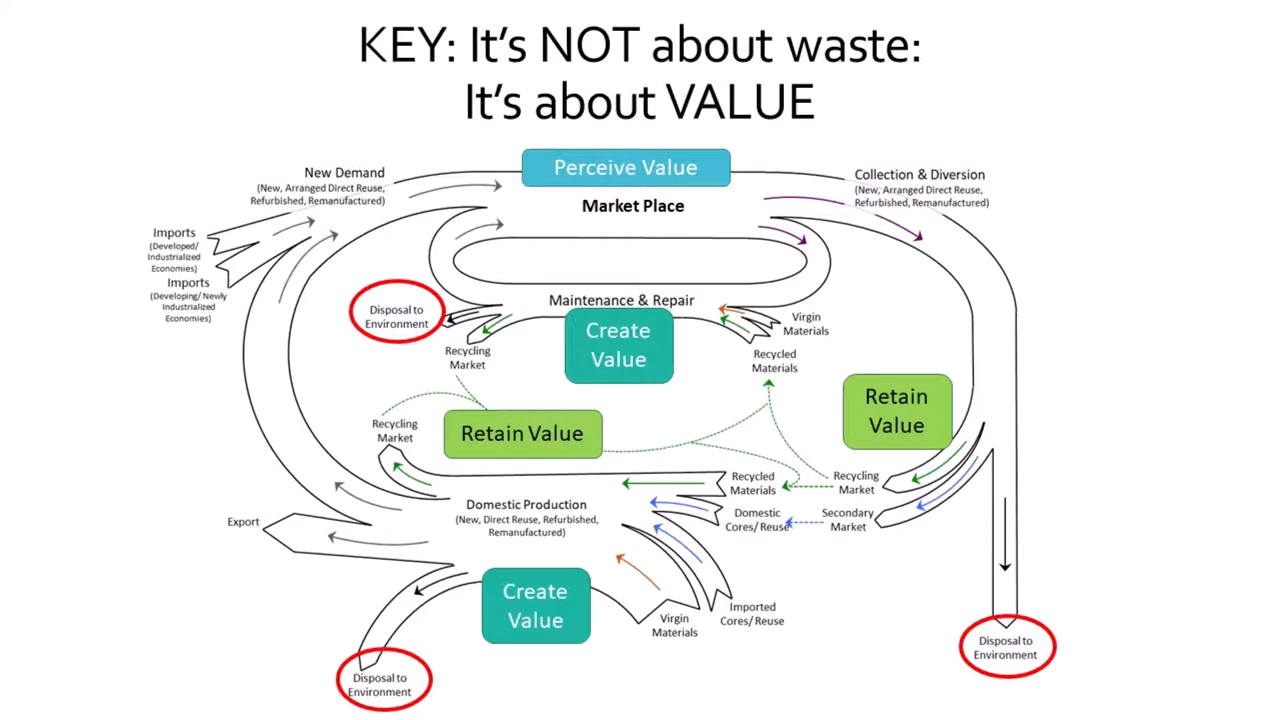 KEY: It's NOT about waste:
It's about VALUE
Perceive Value
Market Place
New Demand
(New, Arranged Direct Reuse,
Refurbished, Remanufactured)
Collection & Diversion
(New, Arranged Direct Reuse,
Refurbished, Remanufactured)
Imports
(Developed/
Industrialized
Economies)
Imports
(Developing/ Newly
Industrialized
Economies)
Disposal to
Environment
Maintenance & Repair
Create
Value
Virgin
Materials
Recycling
Market
Recycled
Materials
Retain
Value
Recycling
Market
Retain Value
Recycled
Materials
Recycling
Market
Domestic Production
(New, Direct Reuse, Refurbished,
Remanufactured)
Domestic
Cores/ Reuse
Secondary
Market
Export
Create
Value
Virgin
Materials
Imported
Cores/ Reuse
Disposal to
Environment
Disposal to
Environment